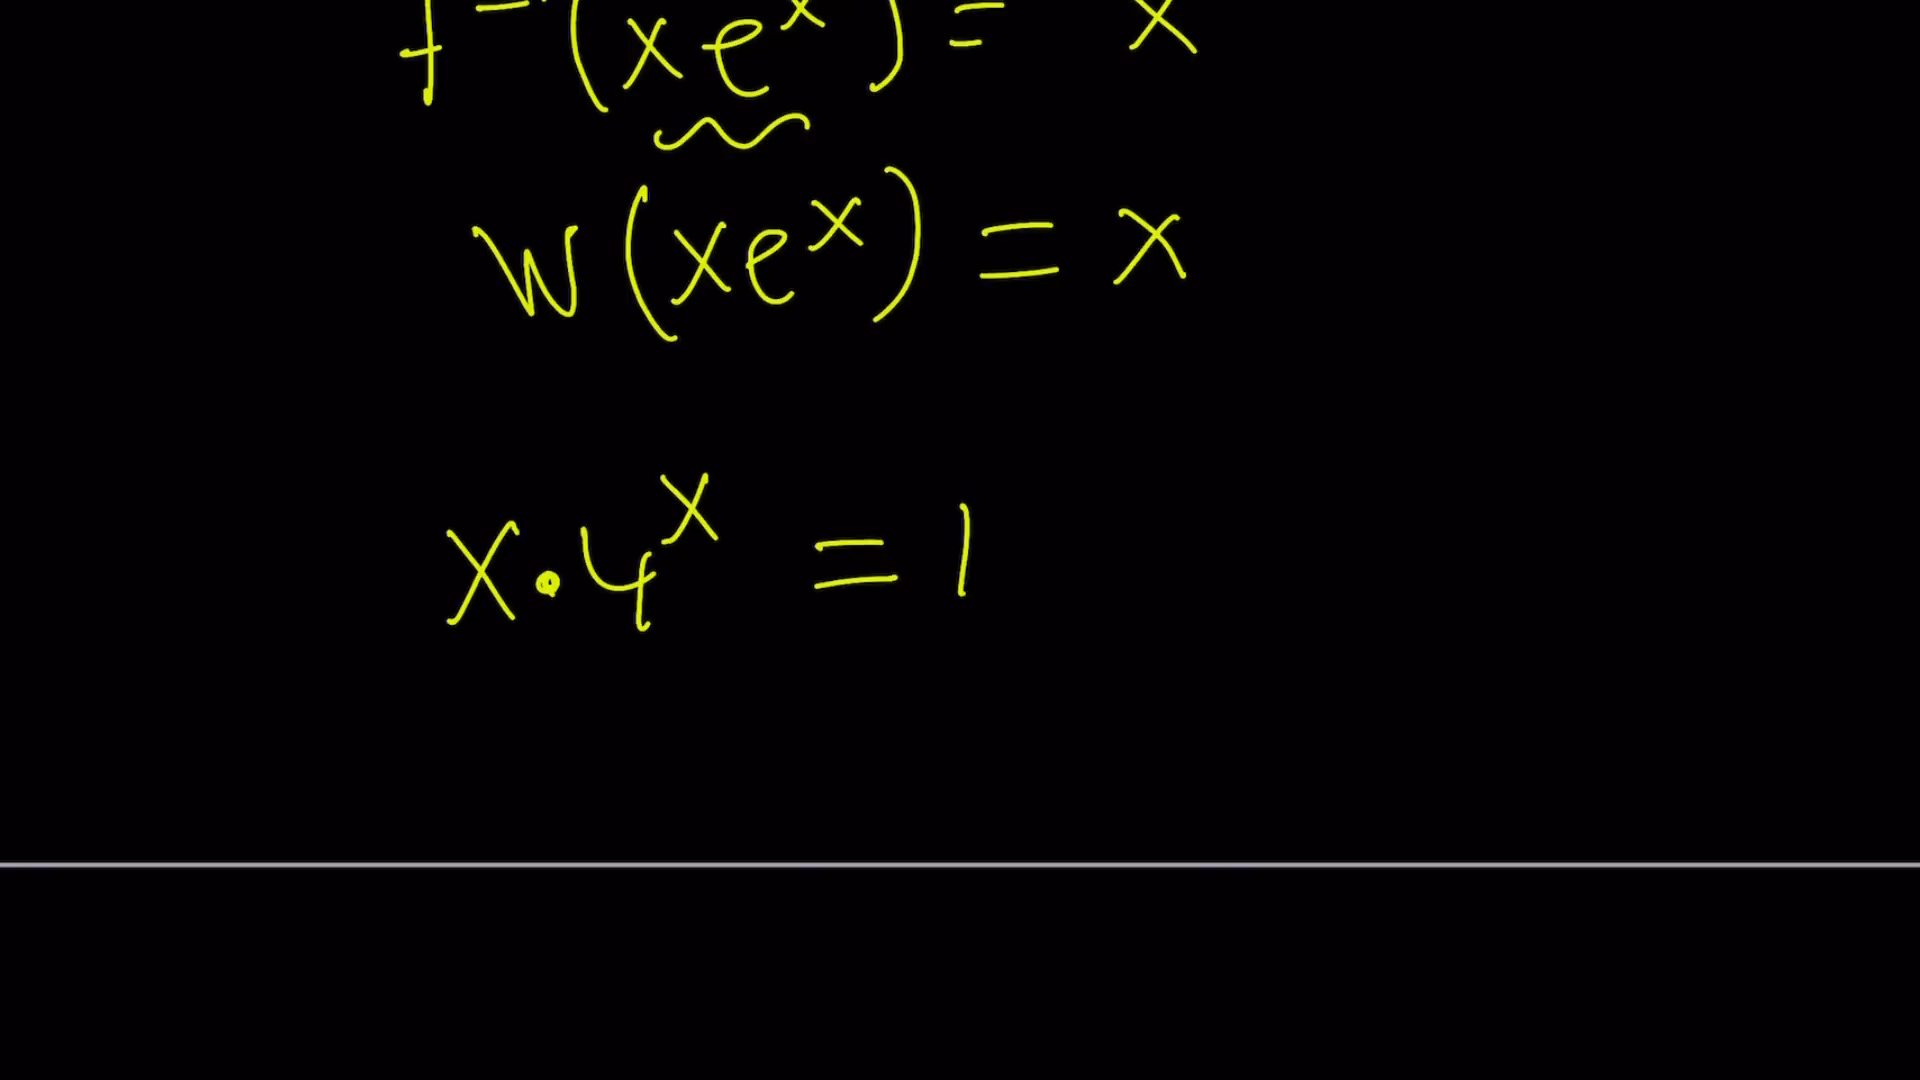 f⁻¹(xeˣ) = x
W(xeˣ) = x
x·4ˣ = 1